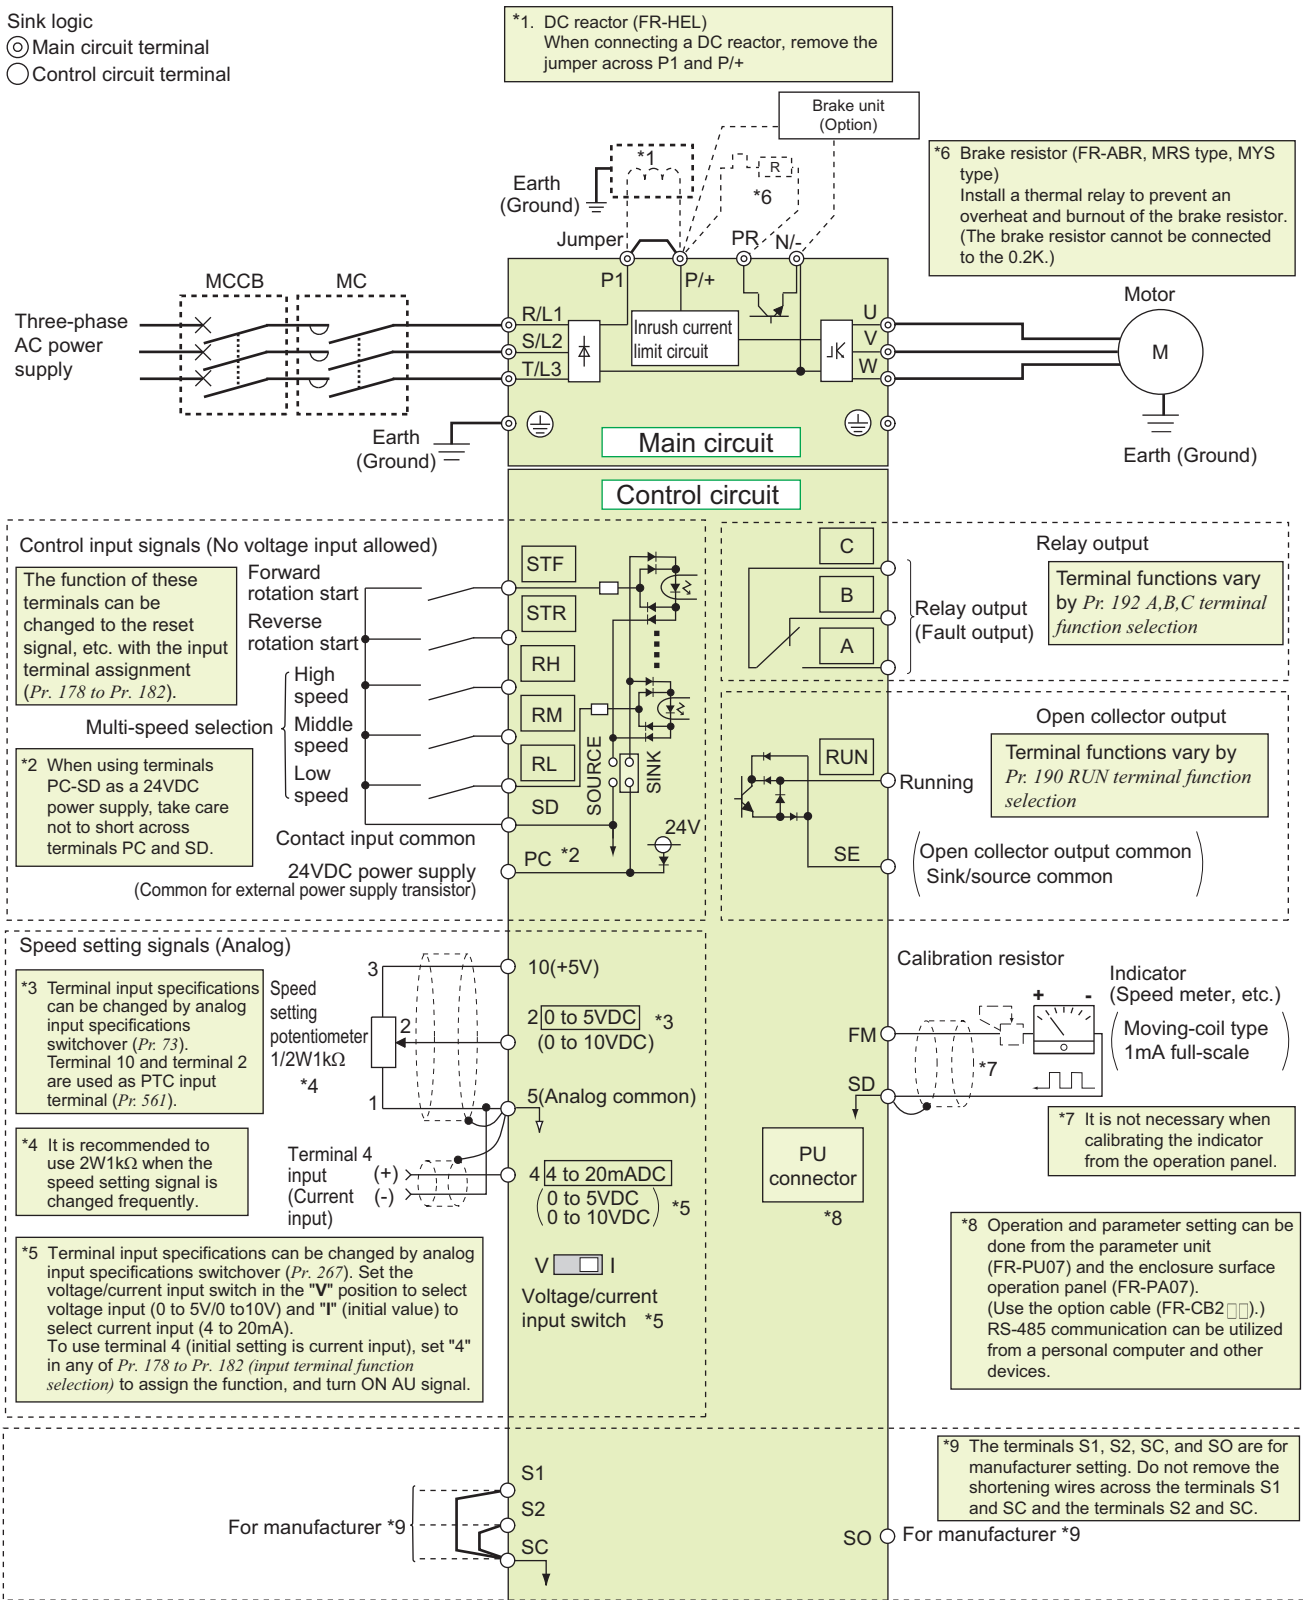 Sink logic
Main circuit terminal
Control circuit terminal
*1. DC reactor (FR-HEL)
When connecting a DC reactor, remove the
jumper across P1 and P/+
Brake unit
(Option)
*1
R
*6
Earth
(Ground)
Jumper
PR
N/-
*6 Brake resistor (FR-ABR, MRS type, MYS
type)
Install a thermal relay to prevent an
overheat and burnout of the brake resistor.
(The brake resistor cannot be connected
to the 0.2K.)
MCCB
MC
P1
P/+
Motor
Three-phase
AC power
supply
R/L1
S/L2
T/L3
Inrush current
limit circuit
U
V
W
M
Earth
(Ground)
Main circuit
Earth (Ground)
Control circuit
Control input signals (No voltage input allowed)
The function of these
terminals can be
changed to the reset
signal, etc. with the input
terminal assignment
(Pr. 178 to Pr. 182).
Forward
rotation start
Reverse
rotation start
High
speed
Multi-speed selection
Middle
speed
Low
speed
*2 When using terminals
PC-SD as a 24VDC
power supply, take care
not to short across
terminals PC and SD.
Contact input common
24VDC power supply
(Common for external power supply transistor)
STF
STR
RH
RM
RL
SD
PC *2
SOURCE
SINK
24V
C
B
A
Relay output
Relay output
(Fault output)
Terminal functions vary
by Pr. 192 A,B,C terminal
function selection
Open collector output
RUN
Running
Terminal functions vary by
Pr. 190 RUN terminal function
selection
SE
Open collector output common
Sink/source common
Speed setting signals (Analog)
*3 Terminal input specifications
can be changed by analog
input specifications
switchover (Pr. 73).
Terminal 10 and terminal 2
are used as PTC input
terminal (Pr. 561).
Speed
setting
potentiometer
1/2W1kΩ
*4
3
2
1
10(+5V)
2 0 to 5VDC *3
(0 to 10VDC)
5(Analog common)
*4 It is recommended to
use 2W1kΩ when the
speed setting signal is
changed frequently.
Terminal 4
input
(Current
input)
(+)
(-)
4 4 to 20mADC
0 to 5VDC
0 to 10VDC
*5
*5 Terminal input specifications can be changed by analog
input specifications switchover (Pr. 267). Set the
voltage/current input switch in the "V" position to select
voltage input (0 to 5V/0 to10V) and "I" (initial value) to
select current input (4 to 20mA).
To use terminal 4 (initial setting is current input), set "4"
in any of Pr. 178 to Pr. 182 (input terminal function
selection) to assign the function, and turn ON AU signal.
V I
Voltage/current
input switch *5
Calibration resistor
Indicator
(Speed meter, etc.)
+ -
Moving-coil type
1mA full-scale
FM
*7
SD
*7 It is not necessary when
calibrating the indicator
from the operation panel.
PU
connector
*8
*8 Operation and parameter setting can be
done from the parameter unit
(FR-PU07) and the enclosure surface
operation panel (FR-PA07).
(Use the option cable (FR-CB2□□).)
RS-485 communication can be utilized
from a personal computer and other
devices.
S1
S2
SC
For manufacturer *9
*9 The terminals S1, S2, SC, and SO are for
manufacturer setting. Do not remove the
shortening wires across the terminals S1
and SC and the terminals S2 and SC.
SO
For manufacturer *9